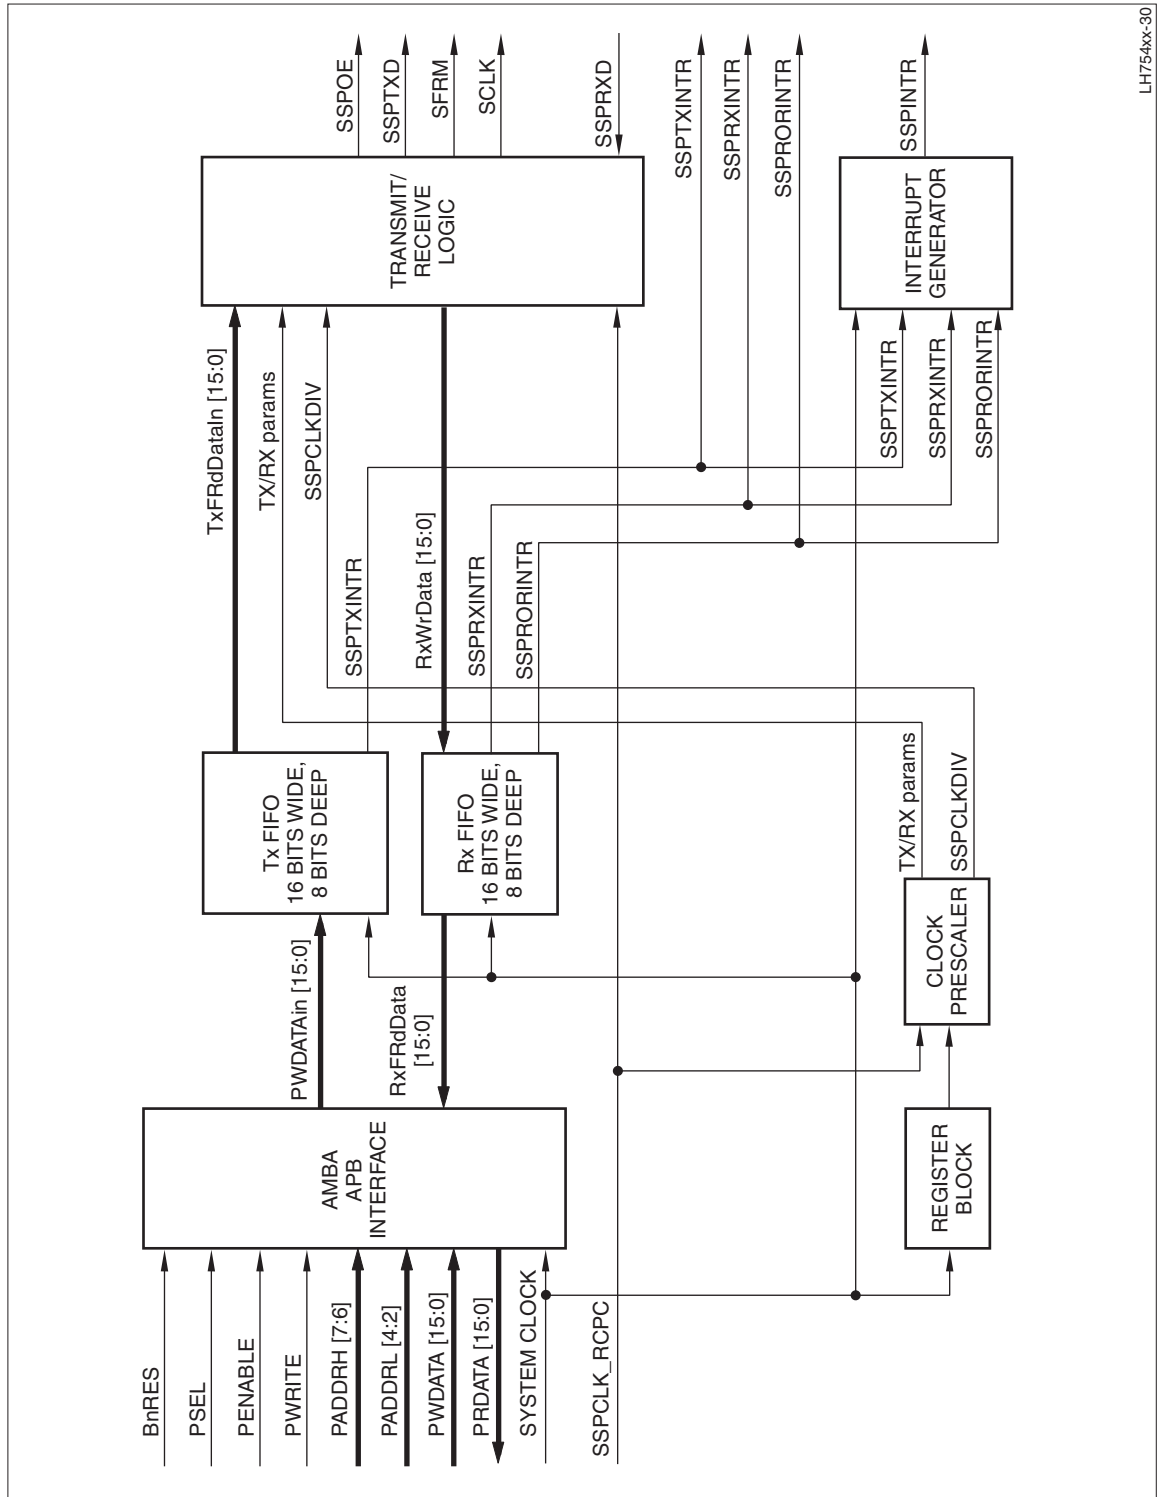 BnRES
PSEL
PENABLE
PWRITE
PADDRH [7:6]
PADDRL [4:2]
PWDATA [15:0]
PRDATA [15:0]
SYSTEM CLOCK
SSPCLK_RCPC
AMBA
APB
INTERFACE
REGISTER
BLOCK
PWDATAin [15:0]
RxFRdData
[15:0]
Tx FIFO
16 BITS WIDE,
8 BITS DEEP
Rx FIFO
16 BITS WIDE,
8 BITS DEEP
CLOCK
PRESCALER
TX/RX params
SSPCLKDIV
TxFRdDataIn [15:0]
TX/RX params
SSPCLKDIV
SSPTXINTR
RxWrData [15:0]
SSPRXINTR
SSPRORINTR
TRANSMIT/
RECEIVE
LOGIC
SSPTXINTR
SSPRXINTR
SSPRORINTR
INTERRUPT
GENERATOR
SSPOE
SSPTXD
SFRM
SCLK
SSPRXD
SSPTXINTR
SSPRXINTR
SSPRORINTR
SSPINTR
LH754xx-30